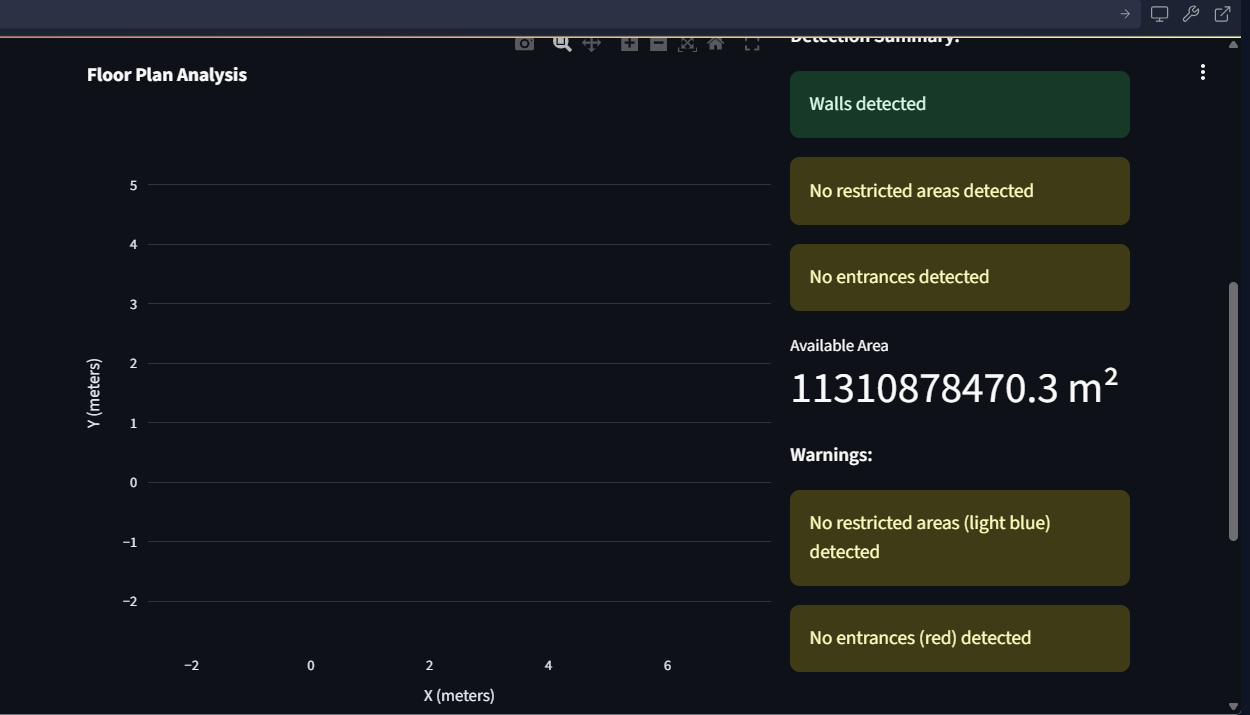 Detection Summary:
Floor Plan Analysis
Walls detected
No restricted areas detected
No entrances detected
Available Area
11310878470.3 m²
Warnings:
No restricted areas (light blue)
detected
No entrances (red) detected
5
4
3
2
1
0
−1
−2
Y (meters)
−2 0 2 4 6
X (meters)